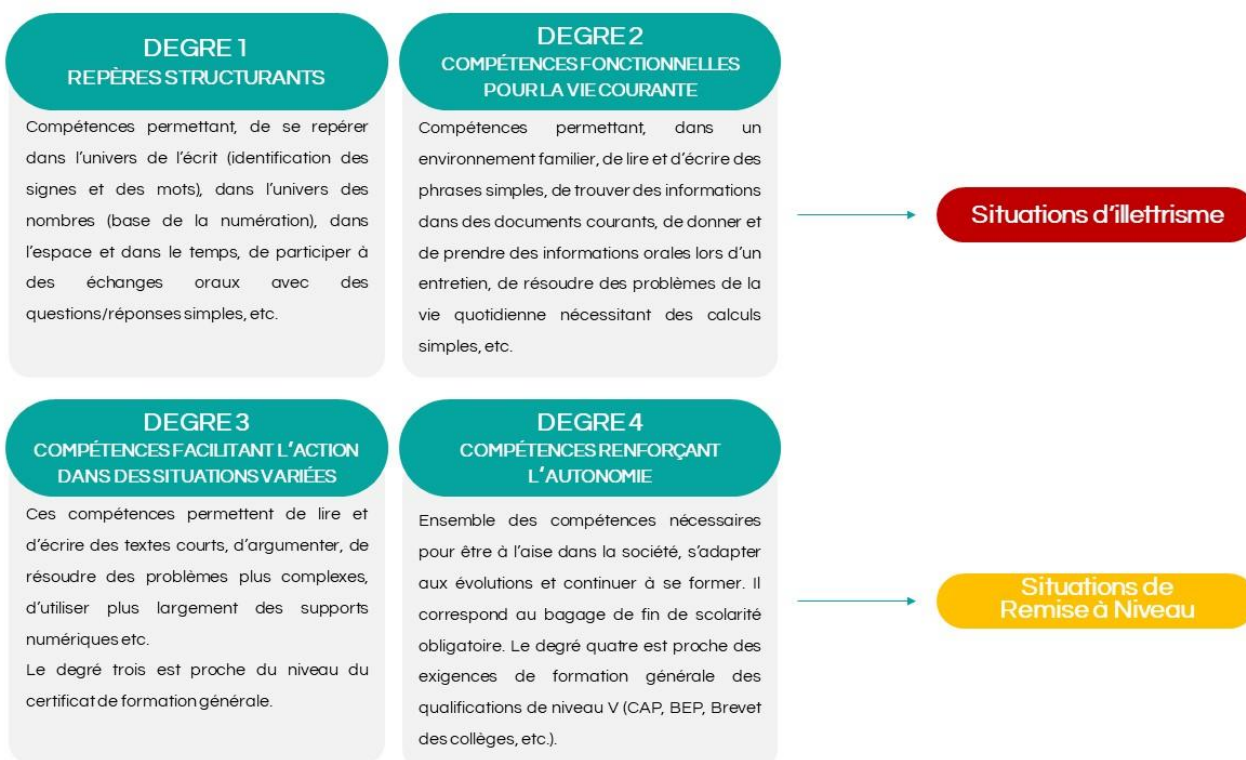 DEGRE 1
REPÈRES STRUCTURANTS
Compétences permettant, de se repérer
dans l'univers de l'écrit (identification des
signes et des mots), dans l'univers des
nombres (base de la numération), dans
l'espace et dans le temps, de participer à
des échanges oraux avec des
questions/réponses simples, etc.
DEGRE 2
COMPÉTENCES FONCTIONNELLES
POUR LA VIE COURANTE
Compétences permettant, dans un
environnement familier, de lire et d'écrire des
phrases simples, de trouver des informations
dans des documents courants, de donner et
de prendre des informations orales lors d'un
entretien, de résoudre des problèmes de la
vie quotidienne nécessitant des calculs
simples, etc.
Situations d'illettrisme
DEGRE 3
COMPÉTENCES FACILITANT L'ACTION
DANS DES SITUATIONS VARIÉES
Ces compétences permettent de lire et
d'écrire des textes courts, d'argumenter, de
résoudre des problèmes plus complexes,
d'utiliser plus largement des supports
numériques etc.
Le degré trois est proche du niveau du
certificat de formation générale.
DEGRE 4
COMPÉTENCES RENFORÇANT
L'AUTONOMIE
Ensemble des compétences nécessaires
pour être à l'aise dans la société, s'adapter
aux évolutions et continuer à se former. Il
correspond au bagage de fin de scolarité
obligatoire. Le degré quatre est proche des
exigences de formation générale des
qualifications de niveau V (CAP, BEP, Brevet
des collèges, etc.).
Situations de
Remise à Niveau